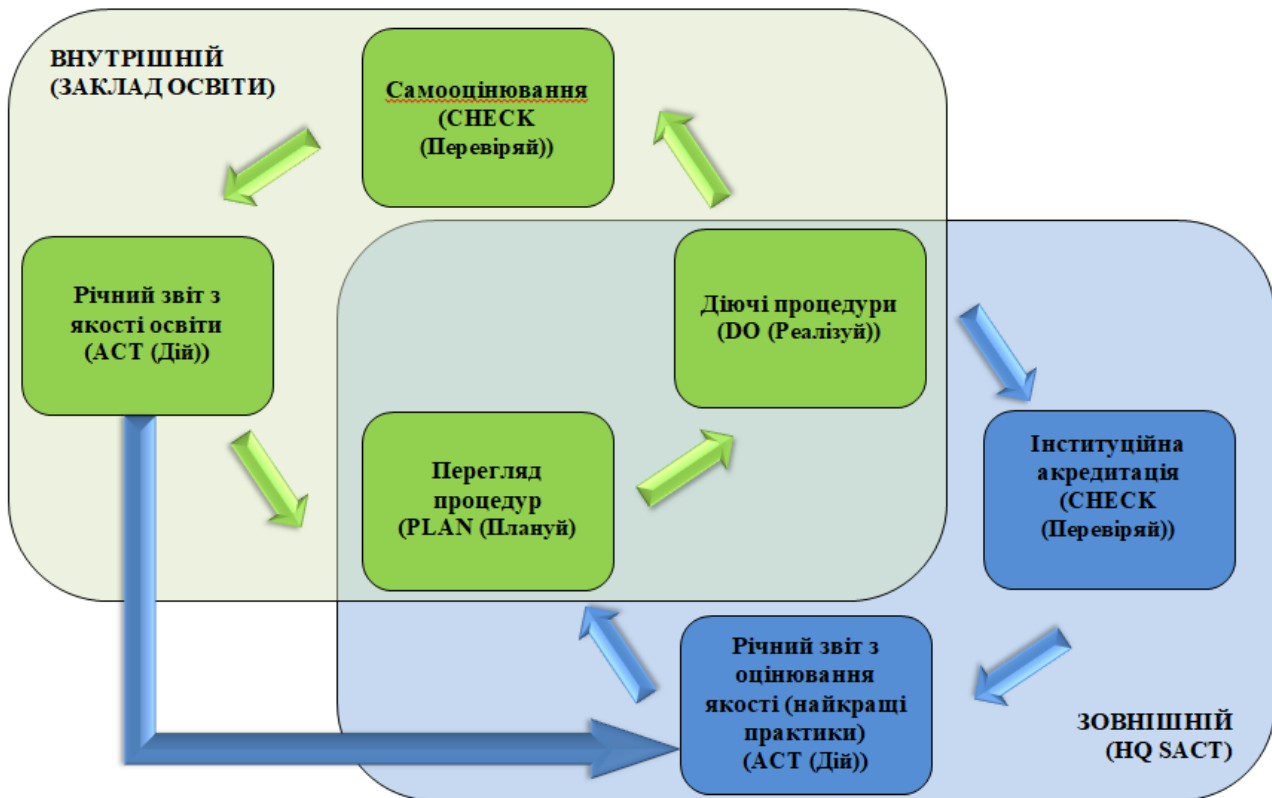 ВНУТРІШНІЙ
(ЗАКЛАД ОСВІТИ)
Самооцінювання
(CHECK
(Перевіряй))
Річний звіт з
якості освіти
(ACT (Дій))
Діючі процедури
(DO (Реалізуй))
Перегляд
процедур
(PLAN (Плануй)
Інституційна
акредитація
(CHECK
(Перевіряй))
Річний звіт з
оцінювання
якості (найкращі
практики)
(ACT (Дій))
ЗОВНІШНІЙ
(HQ SACT)